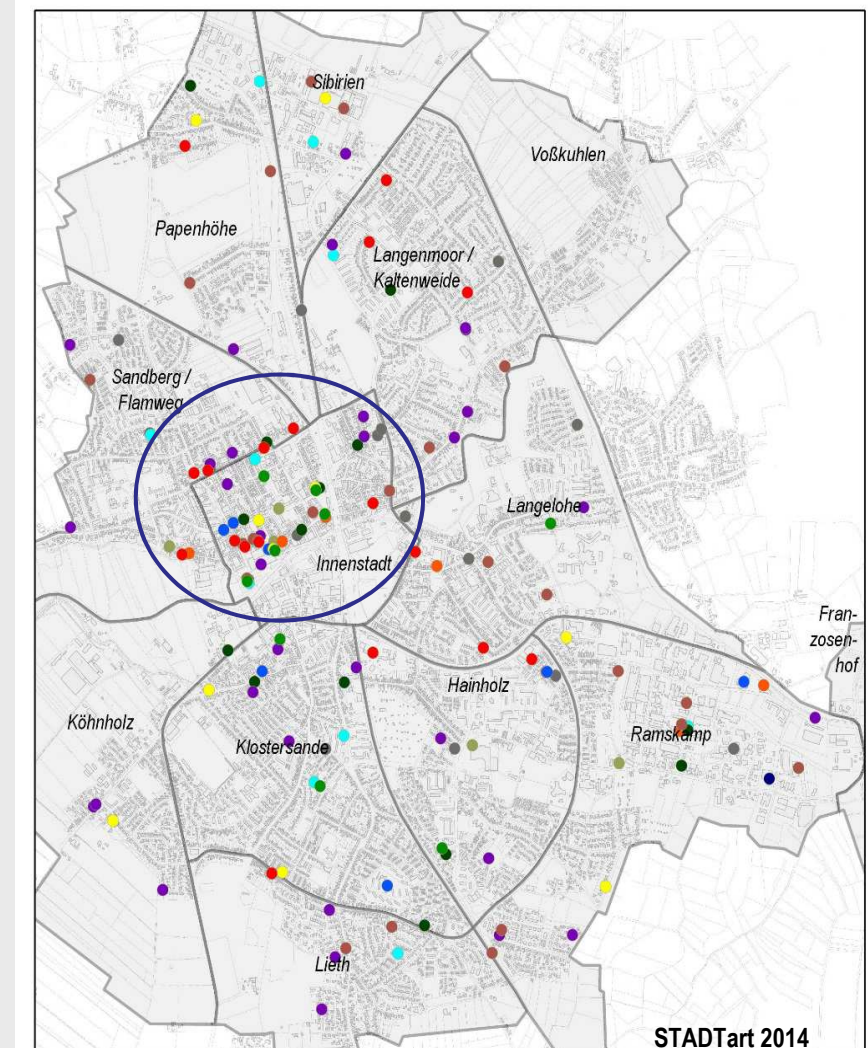 Sibirien
Voßkuhlen
Papenhöhe
Langenmoor /
Kaltenweide
Sandberg /
Flamweg
Langelohe
Innenstadt
Fran-
zosen-
hof
Hainholz
Köhnholz
Klostersande
Ramskamp
Lieth
STADTart 2014